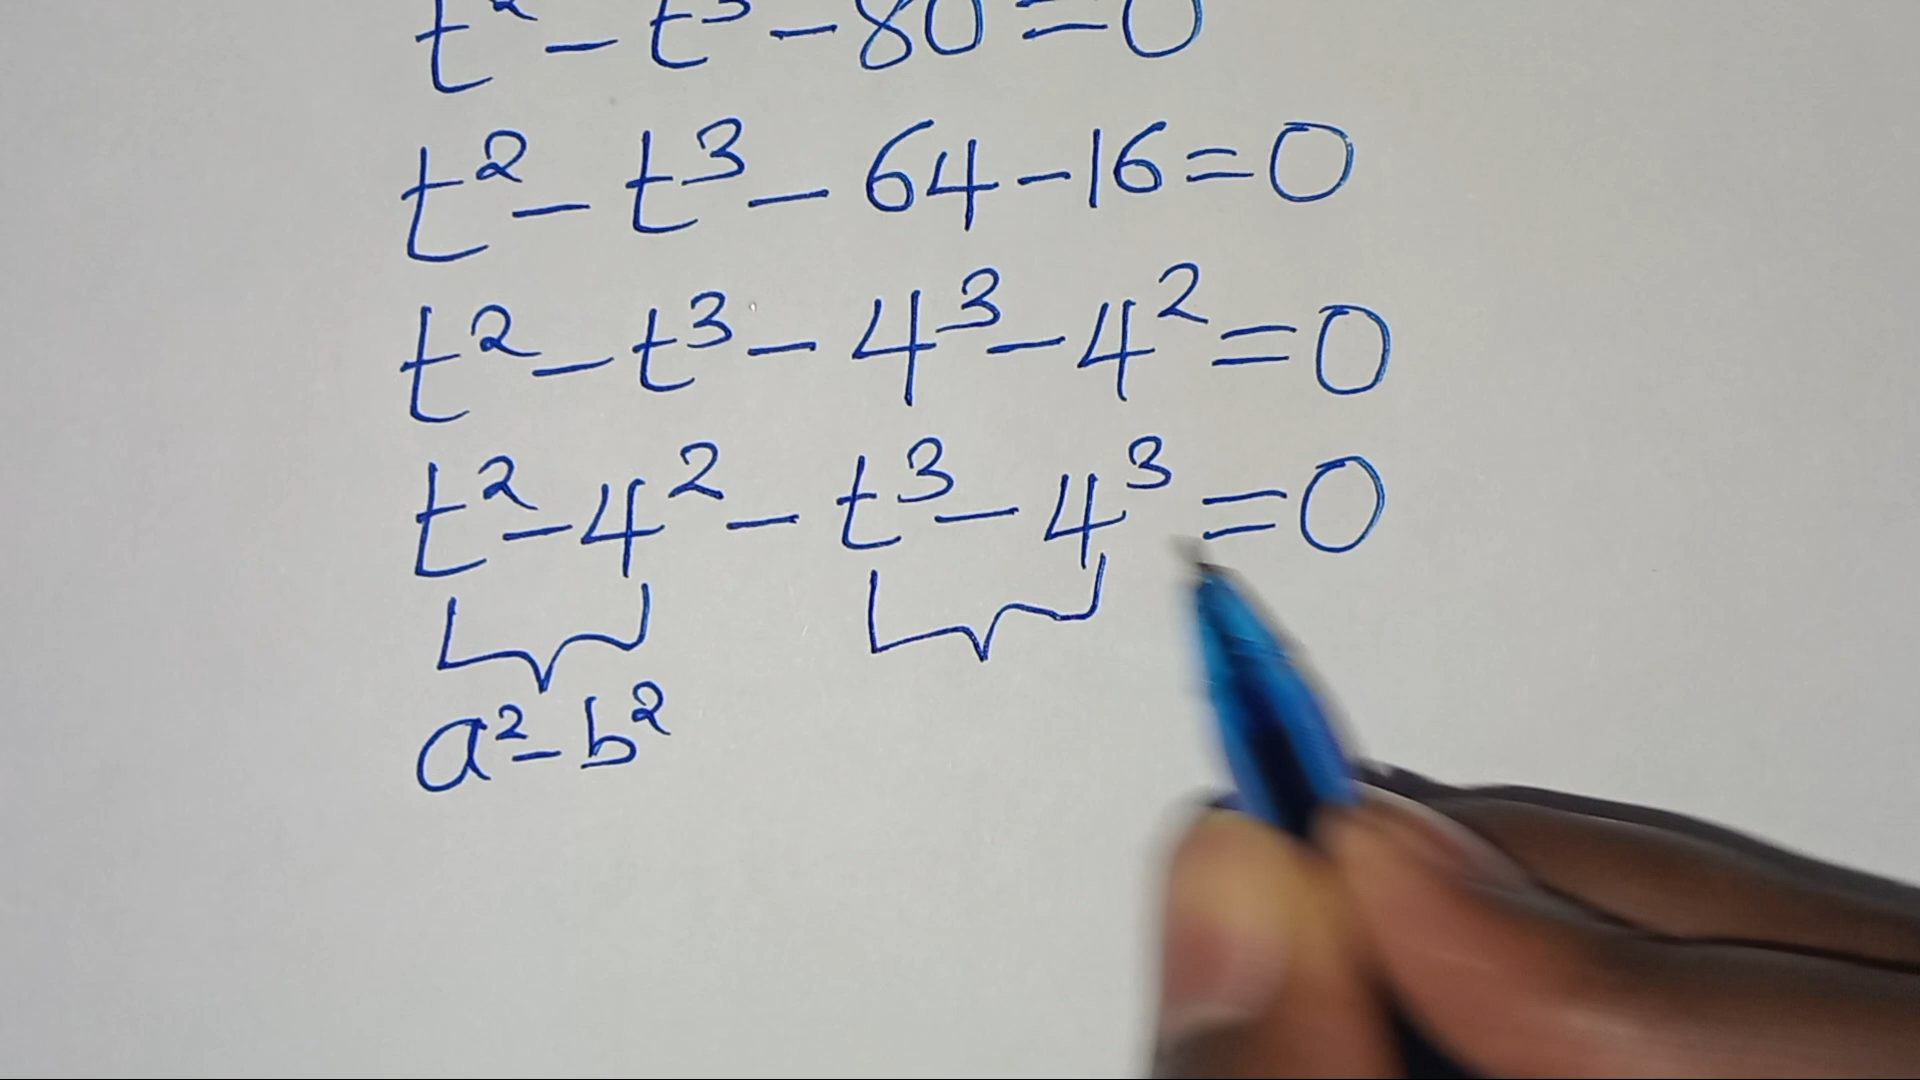 t² - t³ - 80 = 0
t² - t³ - 64 - 16 = 0
t² - t³ - 4³ - 4² = 0
t² - 4² - t³ - 4³ = 0
a² - b²